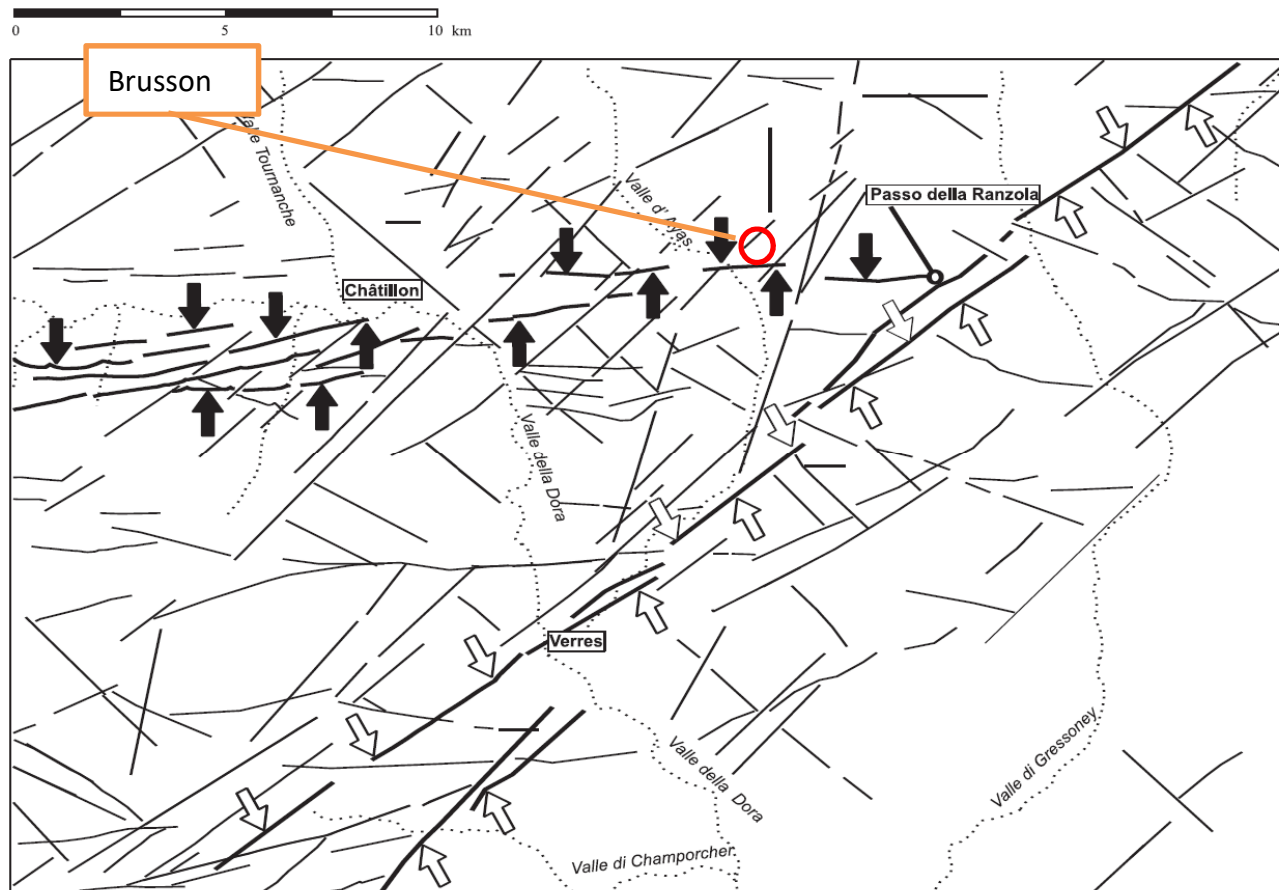 0 5 10 km
Brusson
Valle Tournanche
Valle d' Ayas
Passo della Ranzola
Châtillon
Valle della Dora
Verres
Valle della Dora
Valle di Gressoney
Valle di Champorcher